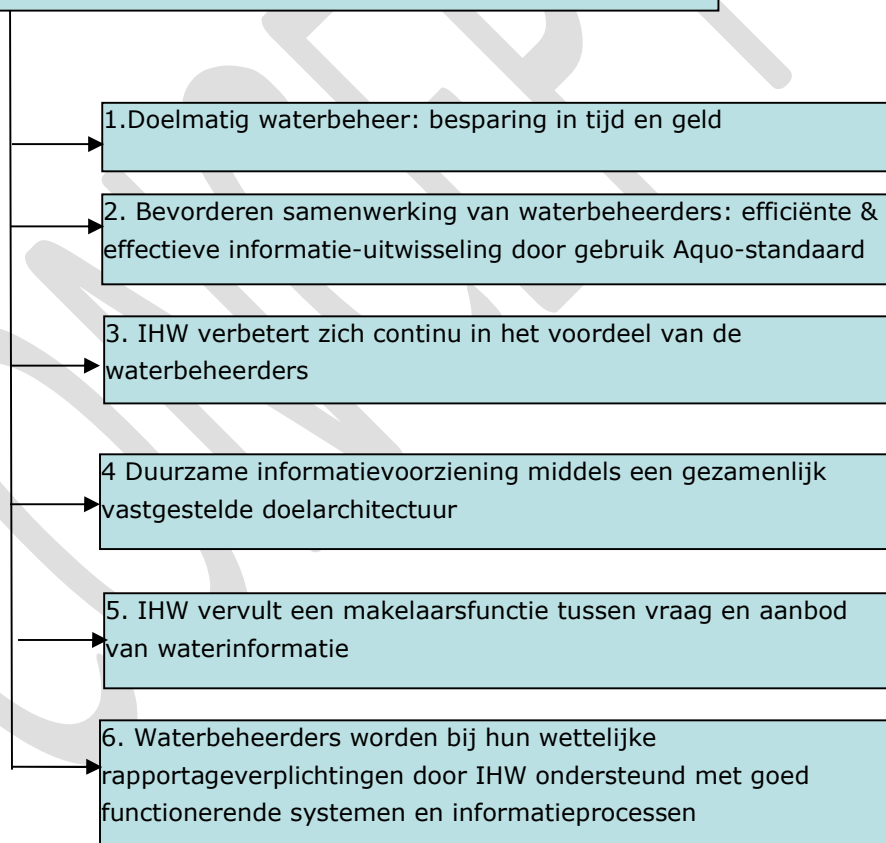 1.Doelmatig waterbeheer: besparing in tijd en geld
2. Bevorderen samenwerking van waterbeheerders: efficiënte &
effectieve informatie-uitwisseling door gebruik Aquo-standaard
3. IHW verbetert zich continu in het voordeel van de
waterbeheerders
4 Duurzame informatievoorziening middels een gezamenlijk
vastgestelde doelarchitectuur
5. IHW vervult een makelaarsfunctie tussen vraag en aanbod
van waterinformatie
6. Waterbeheerders worden bij hun wettelijke
rapportageverplichtingen door IHW ondersteund met goed
functionerende systemen en informatieprocessen